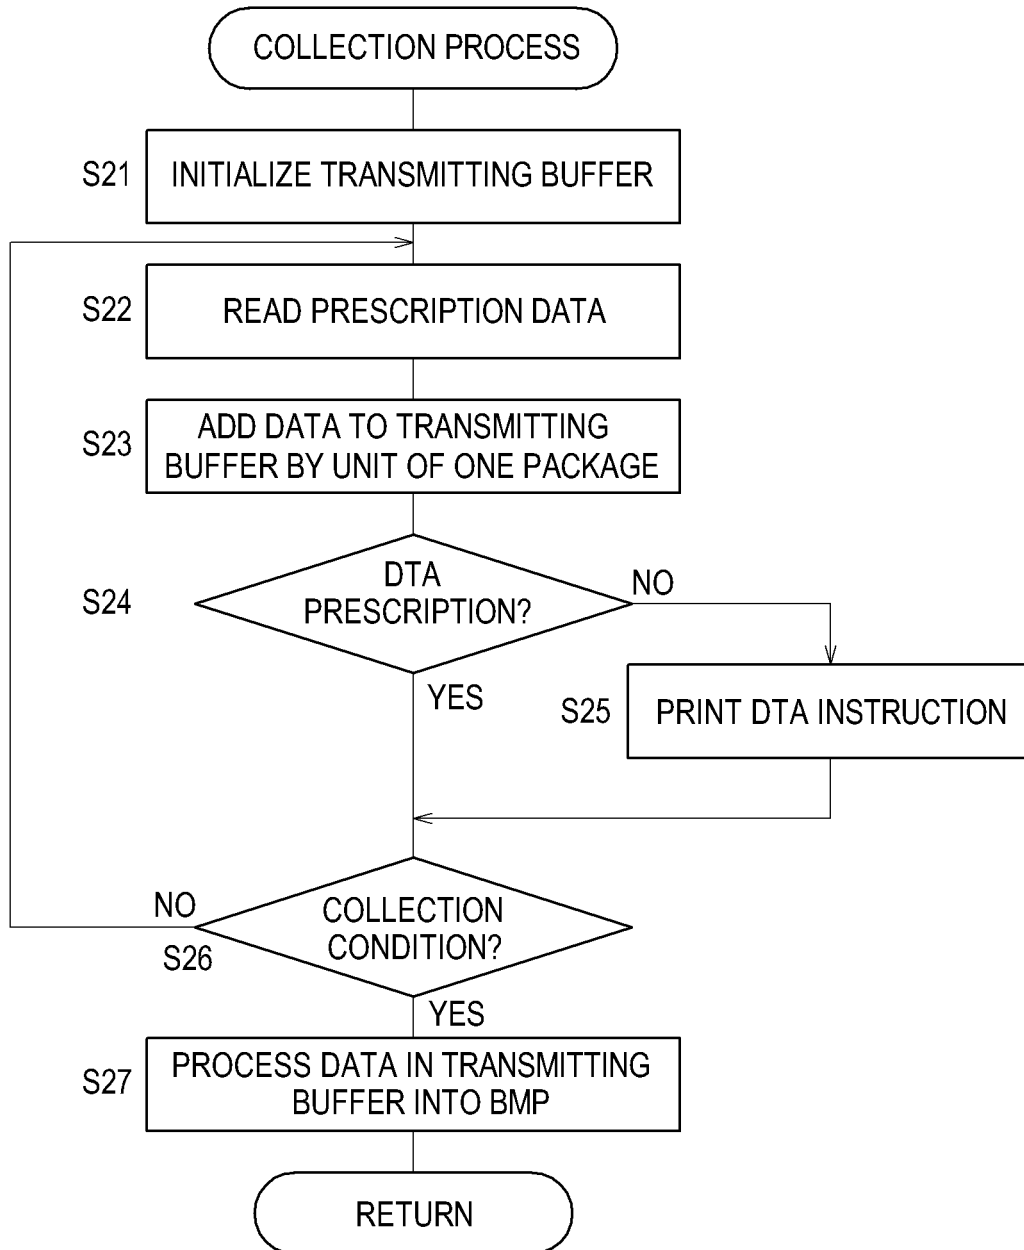 COLLECTION PROCESS
S21
INITIALIZE TRANSMITTING BUFFER
S22
READ PRESCRIPTION DATA
S23
ADD DATA TO TRANSMITTING
BUFFER BY UNIT OF ONE PACKAGE
S24
DTA
PRESCRIPTION?
NO
YES
S25
PRINT DTA INSTRUCTION
NO
S26
COLLECTION
CONDITION?
YES
S27
PROCESS DATA IN TRANSMITTING
BUFFER INTO BMP
RETURN